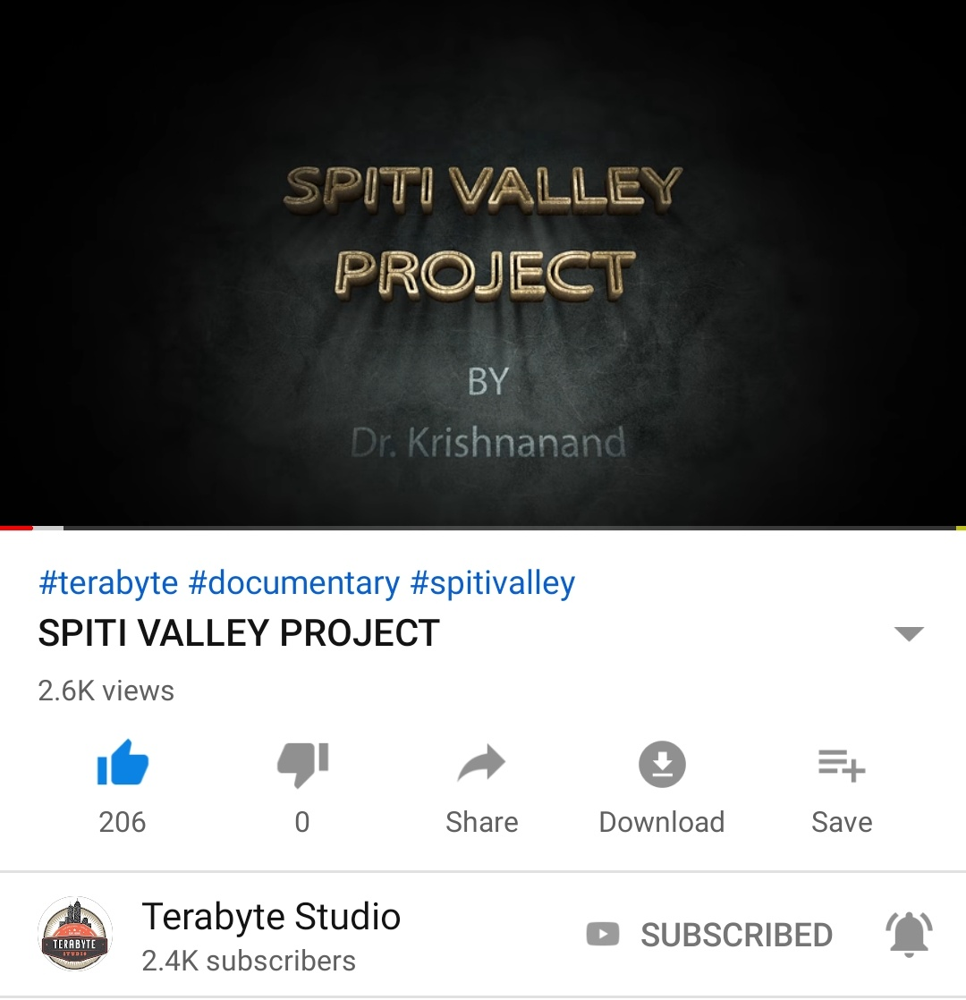 SPITI VALLEY
PROJECT
BY
Dr. Krishnanand
#terabyte #documentary #spitivalley
SPITI VALLEY PROJECT
2.6K views
206
0
Share
Download
Save
TERABYTE
STUDIO
Terabyte Studio
2.4K subscribers
SUBSCRIBED